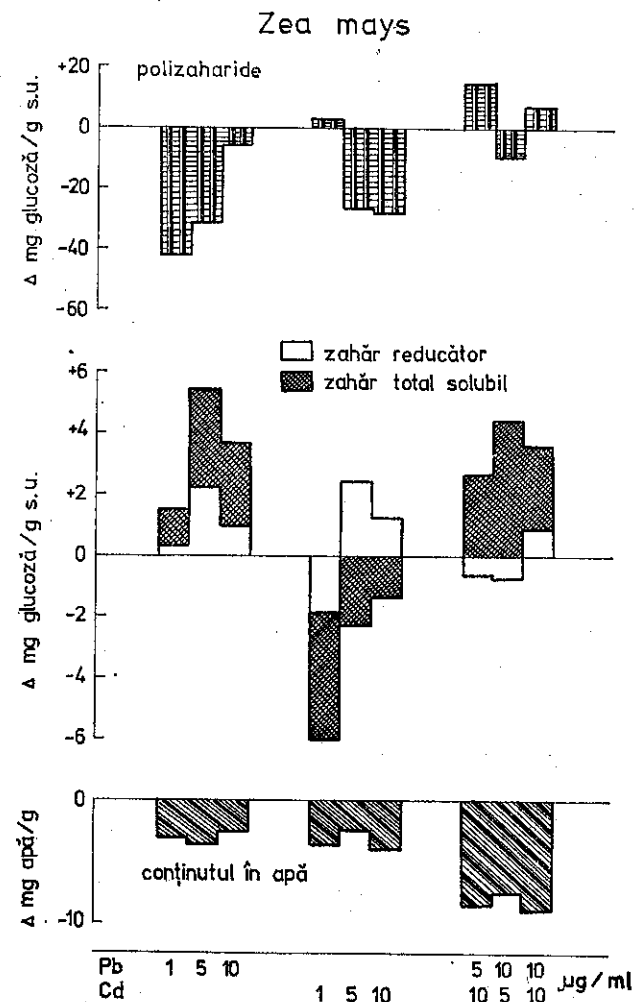 Zea mays
+20
polizaharide
0
-20
-40
-60
Δ mg glucoză/g s.u.
zahăr reducător
zahăr total solubil
+6
+4
+2
0
-2
-4
-6
Δ mg glucoză/g s.u.
0
-10
Δ mg apă/g
conținutul în apă
Pb 1 5 10 5 10 10 µg/ml
Cd 1 5 10 10 5 10